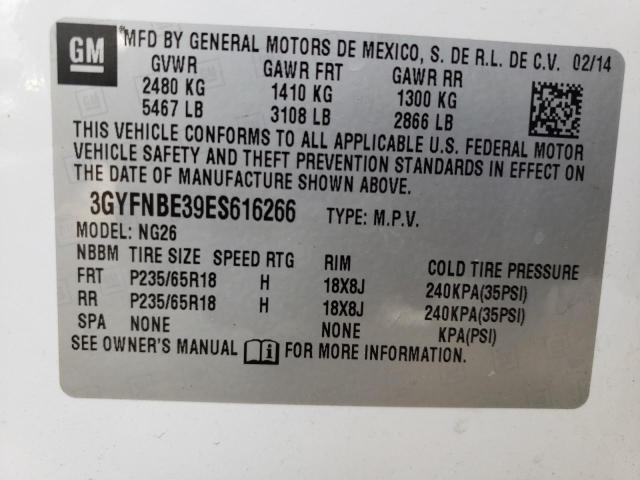 GM *MFD BY GENERAL MOTORS DE MEXICO, S. DE R.L. DE C.V. 02/14
GVWR GAWR FRT GAWR RR
2480 KG 1410 KG 1300 KG
5467 LB 3108 LB 2866 LB
THIS VEHICLE CONFORMS TO ALL APPLICABLE U.S. FEDERAL MOTOR
VEHICLE SAFETY AND THEFT PREVENTION STANDARDS IN EFFECT ON
THE DATE OF MANUFACTURE SHOWN ABOVE.
3GYFNBE39ES616266 TYPE: M.P.V.
MODEL: NG26
NBBM TIRE SIZE SPEED RTG RIM COLD TIRE PRESSURE
FRT P235/65R18 H 18X8J 240KPA(35PSI)
RR P235/65R18 H 18X8J 240KPA(35PSI)
SPA NONE NONE KPA(PSI)
SEE OWNER'S MANUAL FOR MORE INFORMATION.